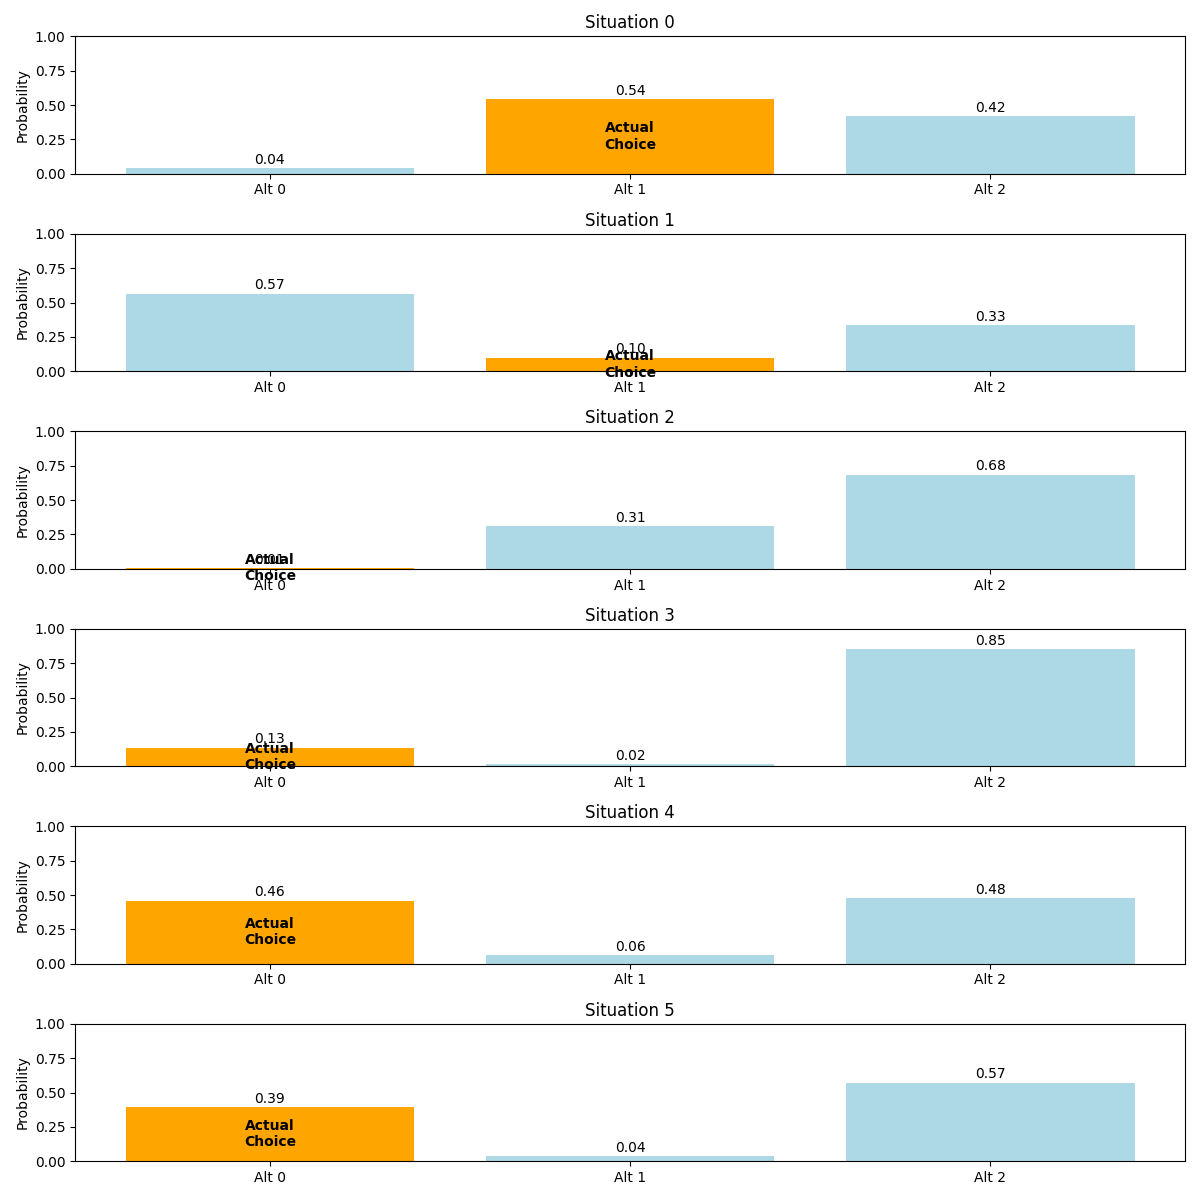 Situation 0
1.00
0.75
0.50
0.25
0.00
Probability
0.04
0.54
0.42
Actual
Choice
Alt 0
Alt 1
Alt 2
Situation 1
1.00
0.75
0.50
0.25
0.00
Probability
0.57
0.10
0.33
Actual
Choice
Alt 0
Alt 1
Alt 2
Situation 2
1.00
0.75
0.50
0.25
0.00
Probability
0.01
0.31
0.68
Actual
Choice
Alt 0
Alt 1
Alt 2
Situation 3
1.00
0.75
0.50
0.25
0.00
Probability
0.13
0.02
0.85
Actual
Choice
Alt 0
Alt 1
Alt 2
Situation 4
1.00
0.75
0.50
0.25
0.00
Probability
0.46
0.06
0.48
Actual
Choice
Alt 0
Alt 1
Alt 2
Situation 5
1.00
0.75
0.50
0.25
0.00
Probability
0.39
0.04
0.57
Actual
Choice
Alt 0
Alt 1
Alt 2